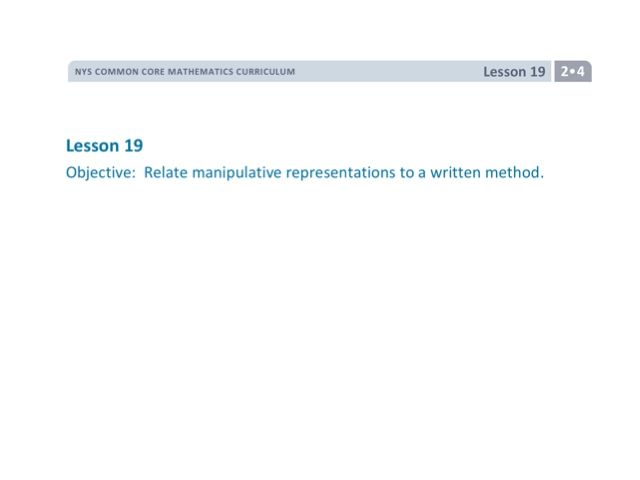 NYS COMMON CORE MATHEMATICS CURRICULUM Lesson 19 2•4
Lesson 19
Objective: Relate manipulative representations to a written method.